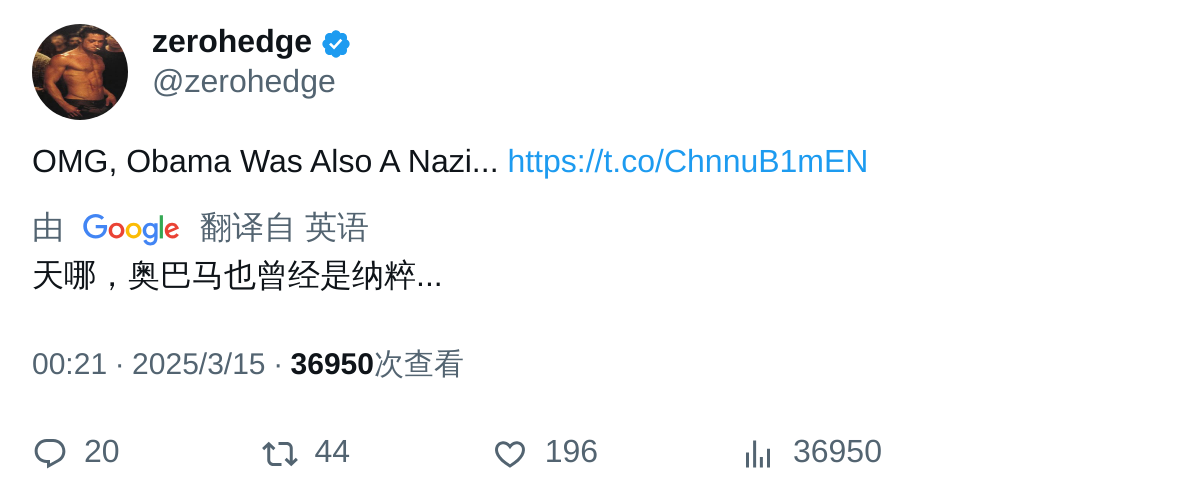 zerohedge
@zerohedge
OMG, Obama Was Also A Nazi... https://t.co/ChnnuB1mEN
由 Google 翻译自 英语
天哪，奥巴马也曾经是纳粹...
00:21 · 2025/3/15 · 36950次查看
20 44 196 36950